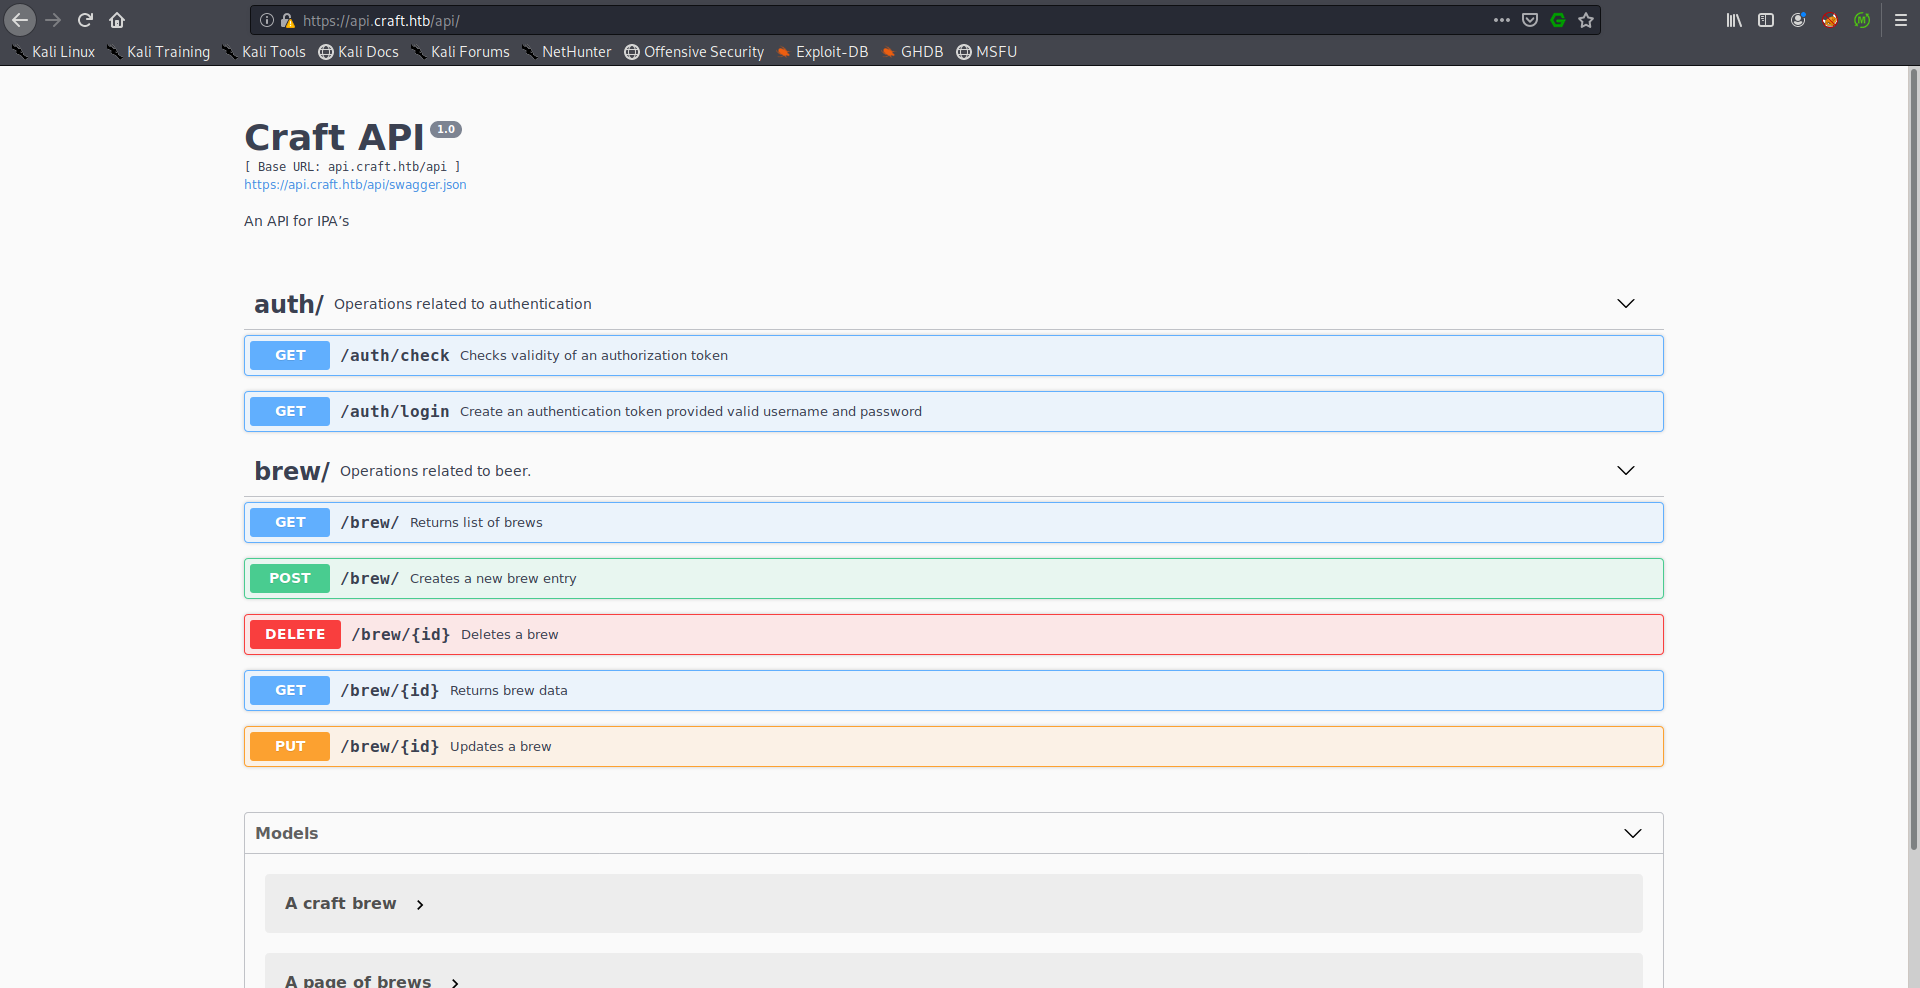 https://api.craft.htb/api/
Kali Linux Kali Training Kali Tools Kali Docs Kali Forums NetHunter Offensive Security Exploit-DB GHDB MSFU
Craft API 1.0
[ Base URL: api.craft.htb/api ]
https://api.craft.htb/api/swagger.json
An API for IPA’s
auth/ Operations related to authentication
GET /auth/check Checks validity of an authorization token
GET /auth/login Create an authentication token provided valid username and password
brew/ Operations related to beer.
GET /brew/ Returns list of brews
POST /brew/ Creates a new brew entry
DELETE /brew/{id} Deletes a brew
GET /brew/{id} Returns brew data
PUT /brew/{id} Updates a brew
Models
A craft brew
A page of brews